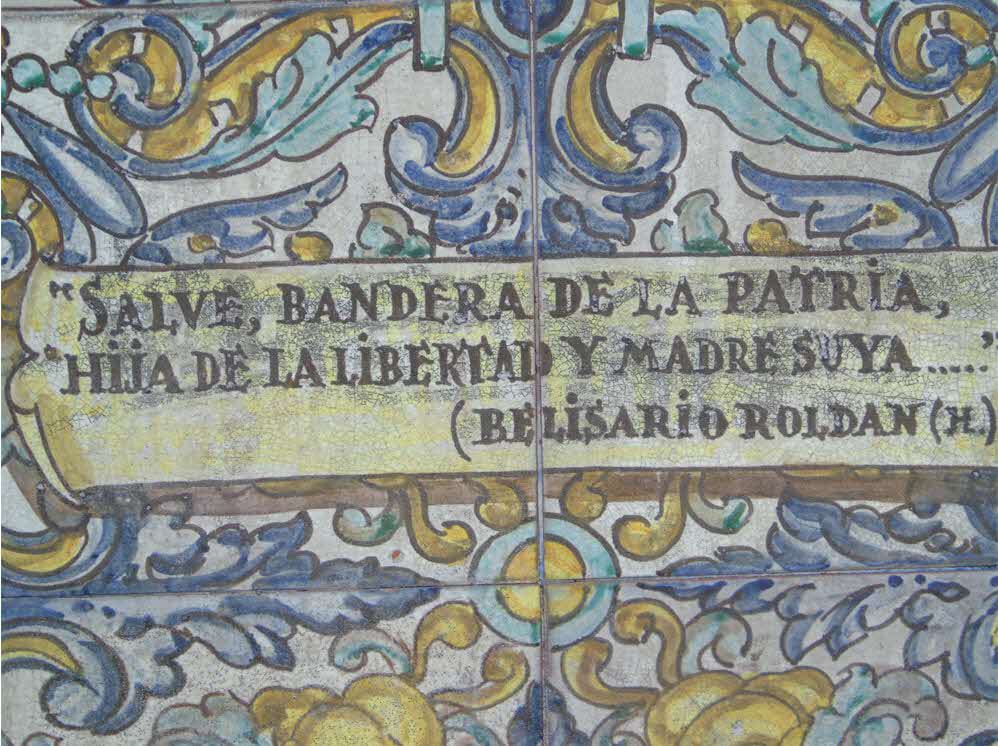 "SALVE, BANDERA DE LA PATRIA,
"HIJA DE LA LIBERTAD Y MADRE SUYA....."
(BELISARIO ROLDAN (H.)